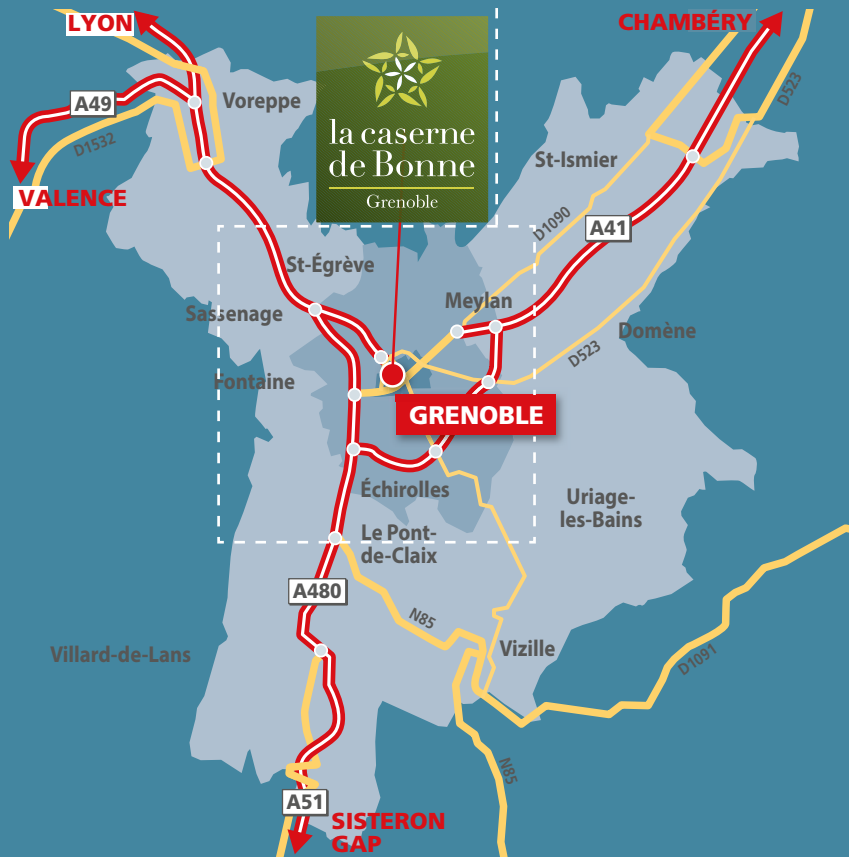 LYON
CHAMBÉRY
A49
Voreppe
D523
D1532
la caserne
de Bonne
Grenoble
St-Ismier
VALENCE
D1090
A41
St-Égrève
Meylan
Sassenage
Domène
D523
Fontaine
GRENOBLE
Échirolles
Uriage-
les-Bains
Le Pont-
de-Claix
A480
N85
Villard-de-Lans
Vizille
D1091
N85
A51
SISTERON
GAP